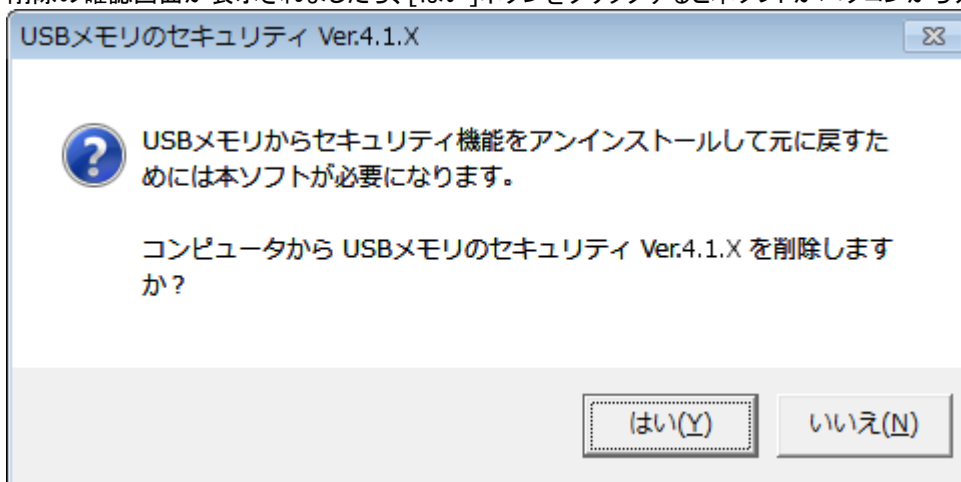 USBメモリのセキュリティ Ver.4.1.X
USBメモリからセキュリティ機能をアンインストールして元に戻すた
めには本ソフトが必要になります。
コンピュータから USBメモリのセキュリティ Ver.4.1.X を削除します
か？
はい(Y)
いいえ(N)